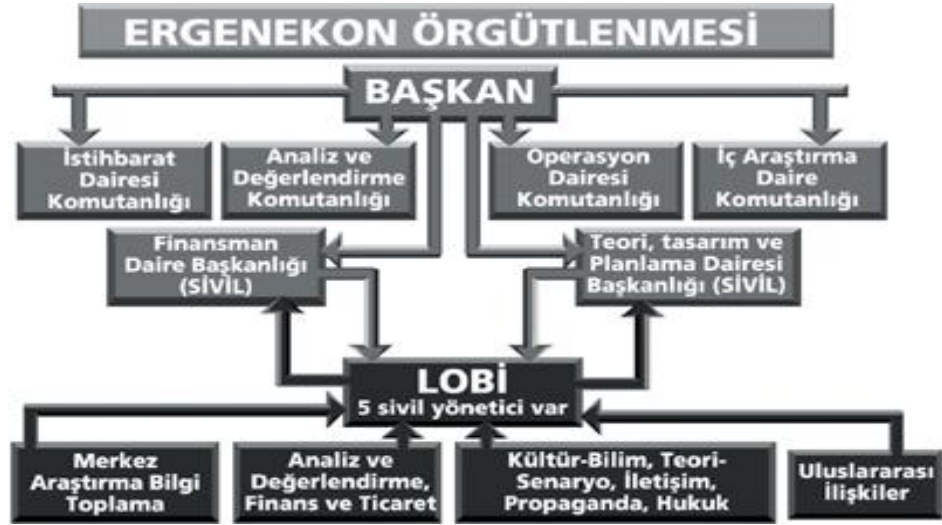 ERGENEKON ÖRGÜTLENMESİ
BAŞKAN
İstihbarat
Dairesi
Komutanlığı
Analiz ve
Değerlendirme
Komutanlığı
Operasyon
Dairesi
Komutanlığı
İç Araştırma
Daire
Komutanlığı
Finansman
Daire Başkanlığı
(SİVİL)
Teori, tasarım ve
Planlama Dairesi
Başkanlığı (SİVİL)
LOBİ
5 sivil yönetici var
Merkez
Araştırma Bilgi
Toplama
Analiz ve
Değerlendirme,
Finans ve Ticaret
Kültür-Bilim, Teori-
Senaryo, İletişim,
Propaganda, Hukuk
Uluslararası
İlişkiler